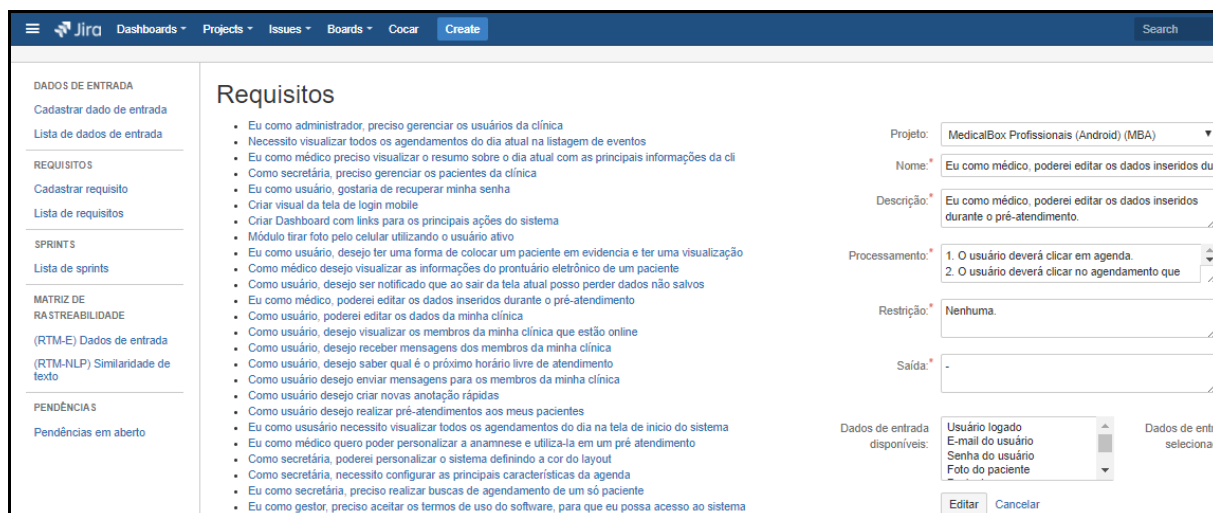 Jira Dashboards Projects Issues Boards Cocar Create Search
DADOS DE ENTRADA
Cadastrar dado de entrada
Lista de dados de entrada
REQUISITOS
Cadastrar requisito
Lista de requisitos
SPRINTS
Lista de sprints
MATRIZ DE
RASTREABILIDADE
(RTM-E) Dados de entrada
(RTM-NLP) Similaridade de
texto
PENDÊNCIAS
Pendências em aberto
Requisitos
Eu como administrador, preciso gerenciar os usuários da clínica
Necessito visualizar todos os agendamentos do dia atual na listagem de eventos
Eu como médico preciso visualizar o resumo sobre o dia atual com as principais informações da cli
Como secretária, preciso gerenciar os pacientes da clínica
Eu como usuário, gostaria de recuperar minha senha
Criar visual da tela de login mobile
Criar Dashboard com links para os principais ações do sistema
Módulo tirar foto pelo celular utilizando o usuário ativo
Eu como usuário, desejo ter uma forma de colocar um paciente em evidencia e ter uma visualização
Como médico desejo visualizar as informações do prontuário eletrônico de um paciente
Como usuário, desejo ser notificado que ao sair da tela atual posso perder dados não salvos
Eu como médico, poderei editar os dados inseridos durante o pré-atendimento
Como usuário, poderei editar os dados da minha clínica
Como usuário, desejo visualizar os membros da minha clínica que estão online
Como usuário, desejo receber mensagens dos membros da minha clínica
Como usuário, desejo saber qual é o próximo horário livre de atendimento
Como usuário desejo enviar mensagens para os membros da minha clínica
Como usuário desejo criar novas anotação rápidas
Como usuário desejo realizar pré-atendimentos aos meus pacientes
Eu como ususário necessito visualizar todos os agendamentos do dia na tela de inicio do sistema
Eu como médico quero poder personalizar a anamnese e utiliza-la em um pré atendimento
Como secretária, poderei personalizar o sistema definindo a cor do layout
Como secretária, necessito configurar as principais característica da agenda
Eu como secretária, preciso realizar buscas de agendamento de um só paciente
Eu como gestor, preciso aceitar os termos de uso do software, para que eu possa acesso ao sistema
Projeto: MedicalBox Profissionais (Android) (MBA)
Nome:* Eu como médico, poderei editar os dados inseridos du
Descrição:* Eu como médico, poderei editar os dados inseridos
durante o pré-atendimento.
Processamento:* 1. O usuário deverá clicar em agenda.
2. O usuário deverá clicar no agendamento que
Restrição:* Nenhuma.
Saída:* -
Dados de entrada
disponíveis:
Usuário logado
E-mail do usuário
Senha do usuário
Foto do paciente
Dados de entr
selecionad
Editar Cancelar